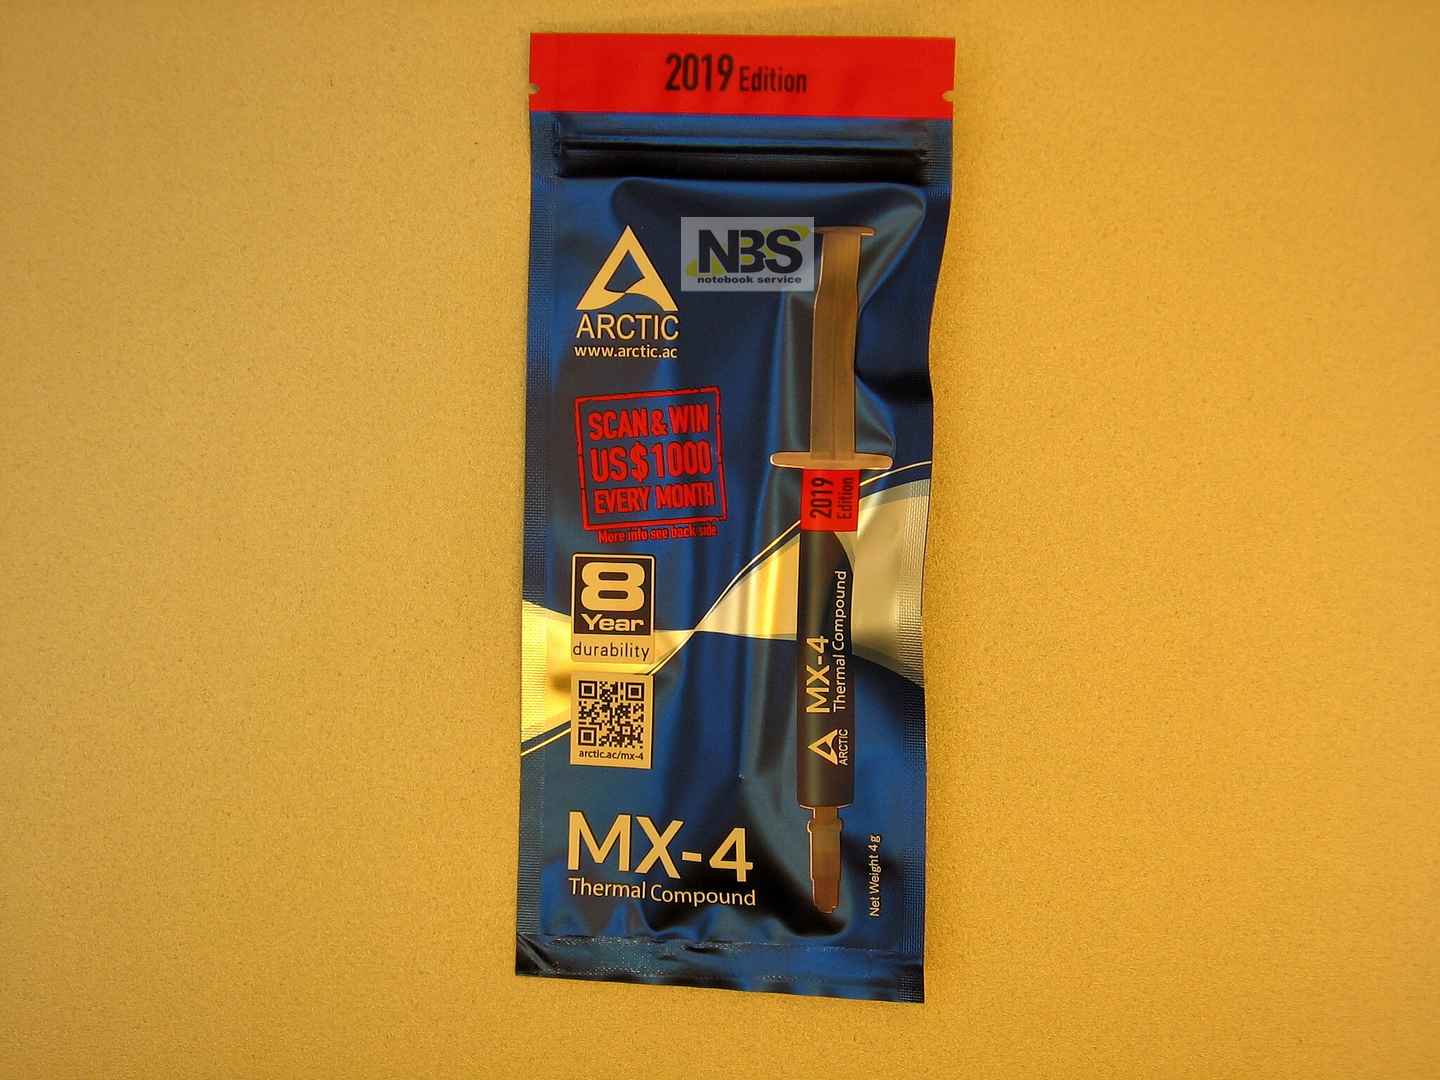 2019 Edition
NBS
notebook service
ARCTIC
www.arctic.ac
SCAN & WIN
US$1000
EVERY MONTH
More info see back side
2019
Edition
8
Year
durability
arctic.ac/mx-4
MX-4
Thermal Compound
ARCTIC
MX-4
Thermal Compound
Net Weight 4 g